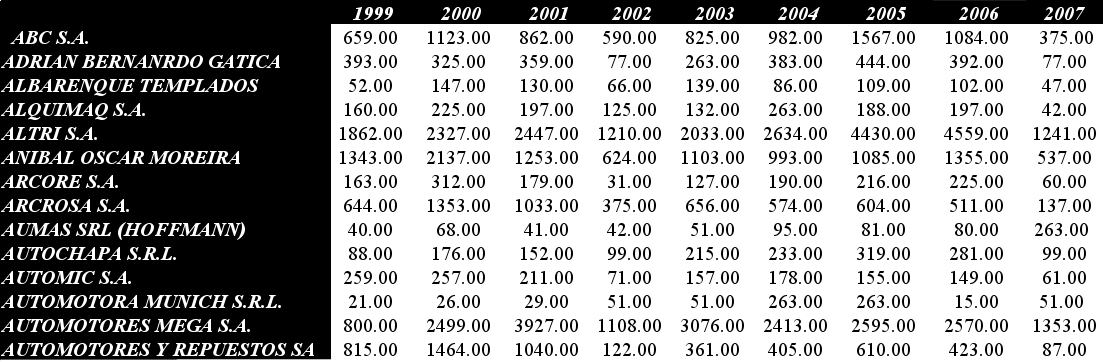 1999 2000 2001 2002 2003 2004 2005 2006 2007
ABC S.A. 659.00 1123.00 862.00 590.00 825.00 982.00 1567.00 1084.00 375.00
ADRIAN BERNANRDO GATICA 393.00 325.00 359.00 77.00 263.00 383.00 444.00 392.00 77.00
ALBARENQUE TEMPLADOS 52.00 147.00 130.00 66.00 139.00 86.00 109.00 102.00 47.00
ALQUIMAQ S.A. 160.00 225.00 197.00 125.00 132.00 263.00 188.00 197.00 42.00
ALTRI S.A. 1862.00 2327.00 2447.00 1210.00 2033.00 2634.00 4430.00 4559.00 1241.00
ANIBAL OSCAR MOREIRA 1343.00 2137.00 1253.00 624.00 1103.00 993.00 1085.00 1355.00 537.00
ARCORE S.A. 163.00 312.00 179.00 31.00 127.00 190.00 216.00 225.00 60.00
ARCROSA S.A. 644.00 1353.00 1033.00 375.00 656.00 574.00 604.00 511.00 137.00
AUMAS SRL (HOFFMANN) 40.00 68.00 41.00 42.00 51.00 95.00 81.00 80.00 263.00
AUTOCHAPA S.R.L. 88.00 176.00 152.00 99.00 215.00 233.00 319.00 281.00 99.00
AUTOMIC S.A. 259.00 257.00 211.00 71.00 157.00 178.00 155.00 149.00 61.00
AUTOMOTORA MUNICH S.R.L. 21.00 26.00 29.00 51.00 51.00 263.00 263.00 15.00 51.00
AUTOMOTORES MEGA S.A. 800.00 2499.00 3927.00 1108.00 3076.00 2413.00 2595.00 2570.00 1353.00
AUTOMOTORES Y REPUESTOS SA 815.00 1464.00 1040.00 122.00 361.00 405.00 610.00 423.00 87.00